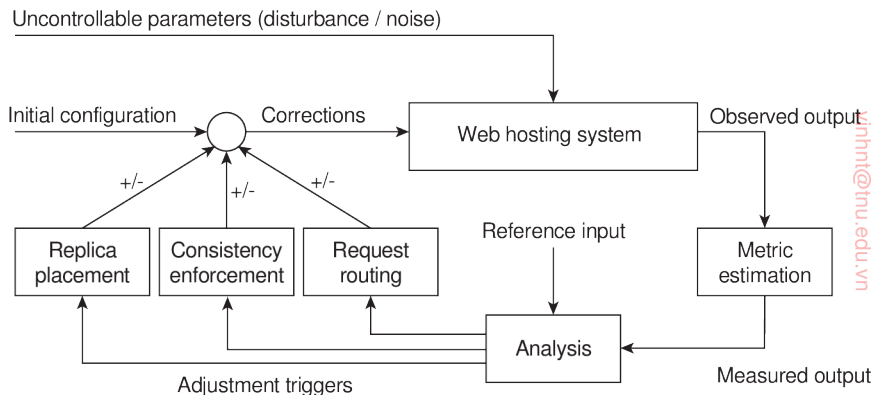 Uncontrollable parameters (disturbance / noise)
Initial configuration
Corrections
Web hosting system
Observed output
+/-
+/-
+/-
Replica
placement
Consistency
enforcement
Request
routing
Reference input
Metric
estimation
Analysis
Adjustment triggers
Measured output
vinhnt@tnu.edu.vn